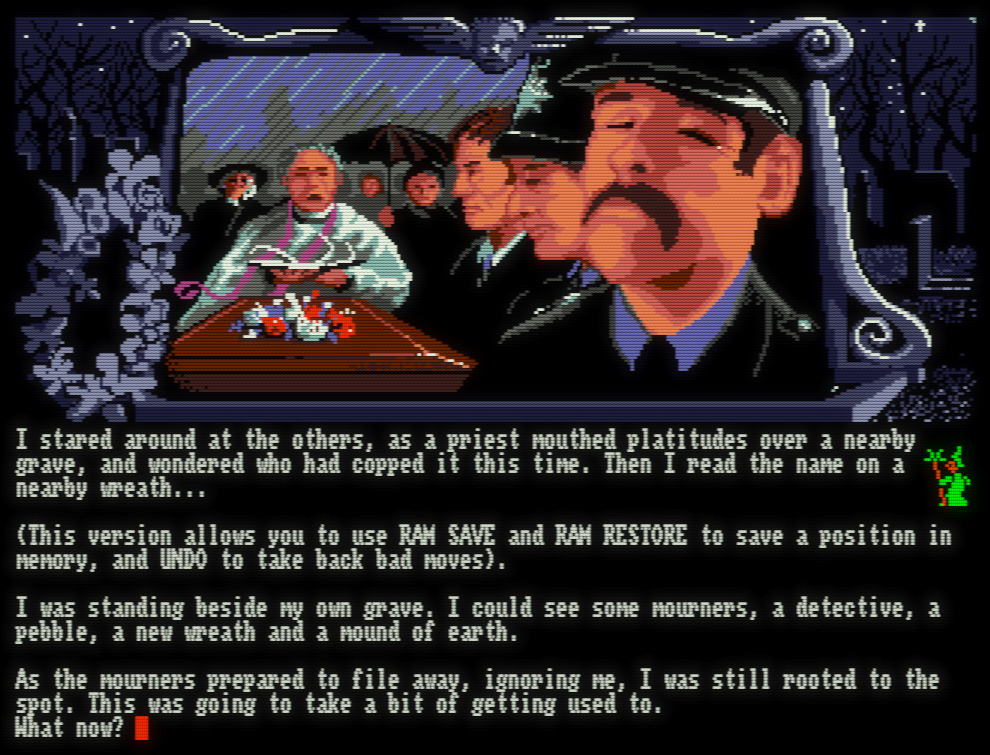 I stared around at the others, as a priest mouthed platitudes over a nearby
grave, and wondered who had copped it this time. Then I read the name on a
nearby wreath...
(This version allows you to use RAM SAVE and RAM RESTORE to save a position in
memory, and UNDO to take back bad moves).
I was standing beside my own grave. I could see some mourners, a detective, a
pebble, a new wreath and a mound of earth.
As the mourners prepared to file away, ignoring me, I was still rooted to the
spot. This was going to take a bit of getting used to.
What now?